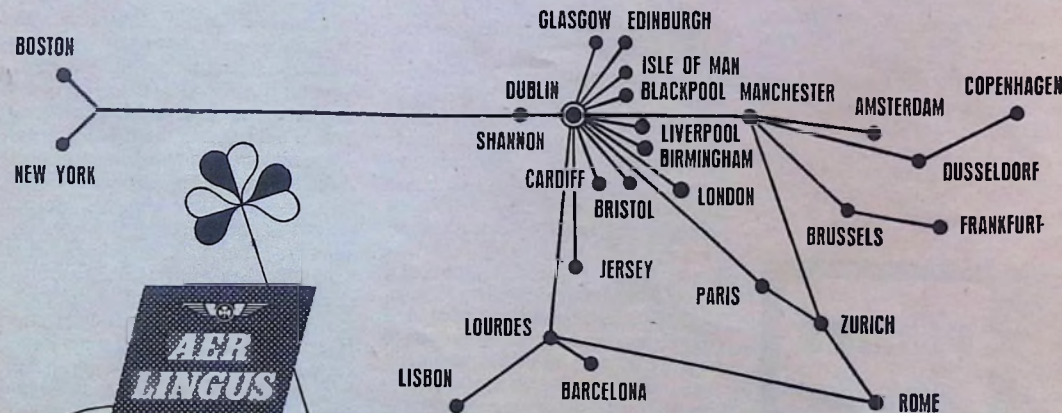 GLASGOW EDINBURGH
BOSTON
ISLE OF MAN
DUBLIN
BLACKPOOL
MANCHESTER
COPENHAGEN
AMSTERDAM
SHANNON
LIVERPOOL
BIRMINGHAM
NEW YORK
CARDIFF
BRISTOL
LONDON
DUSSELDORF
BRUSSELS
FRANKFURT
JERSEY
PARIS
ZURICH
LOURDES
LISBON
BARCELONA
ROME
AER
LINGUS